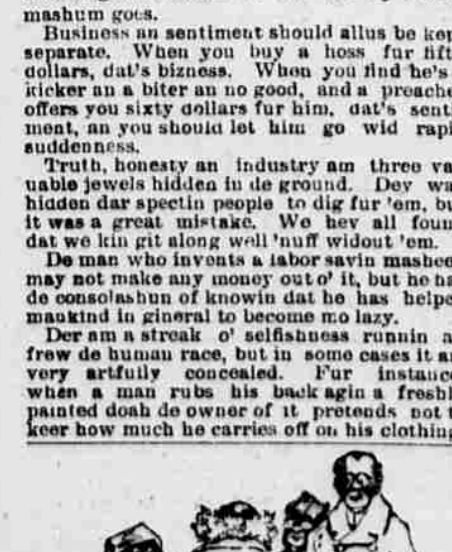 mashum goes.
Business an sentiment should allus be kep
separate. When you buy a hoss fur fift
dollars, dat's bizness. When you find he's
kicker an a biter an no good, and a preache
offers you sixty dollars fur him, dat's sent
ment, an you should let him go wid rapi
suddenness.
Truth, honesty an industry am three va
uable jewels hidden in de ground. Dey wa
hidden dar spectin people to dig fur 'em, bu
it was a great mistake. We hev all foun
dat we kin git along well 'nuff widout 'em.
De man who invents a labor savin mashee
may not make any money out o' it, but he ha
de consolashun of knowin dat he has helpe
mankind in gineral to become mo lazy.
Der am a streak o' selfishness runnin a
frew de human race, but in some cases it a
very artfully concealed. Fur instanc
when a man rubs his back agin a freshl
painted doah de owner of it pretends not t
keer how much he carries off on his clothing